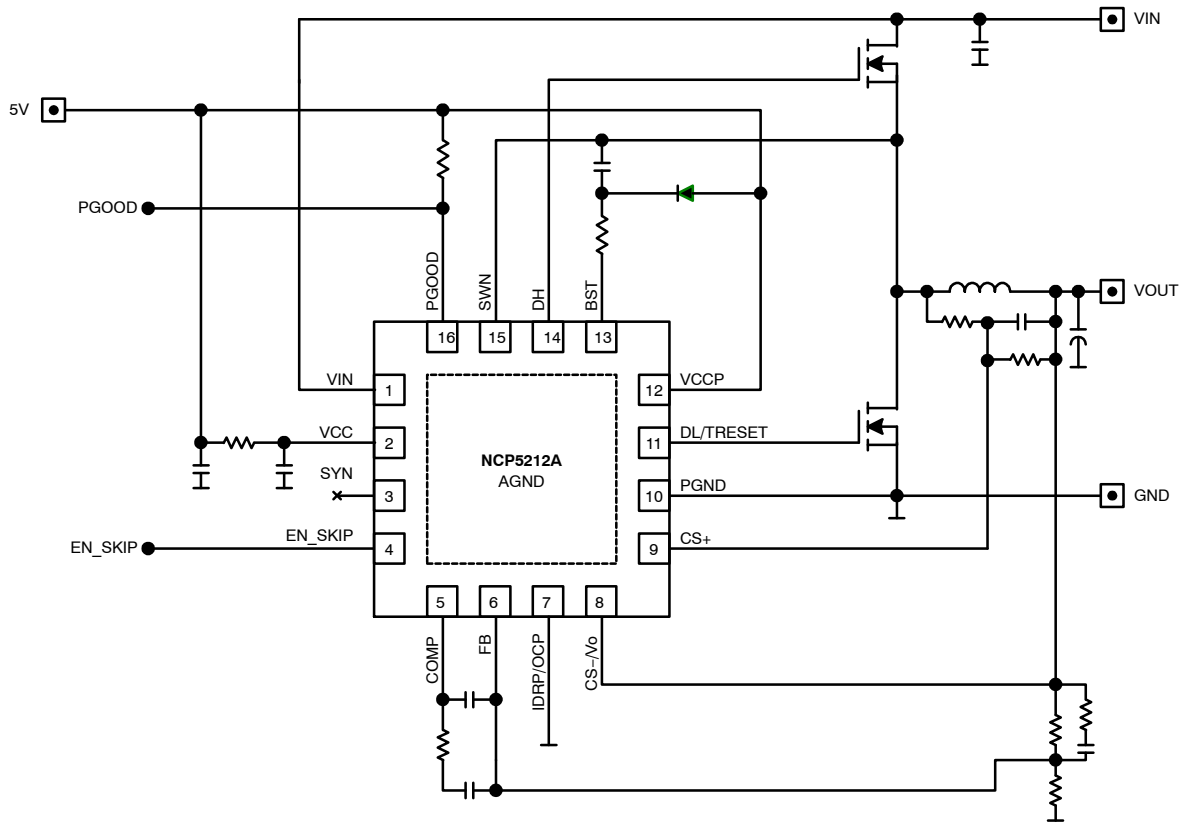 VIN
5V
PGOOD
PGOOD
SWN
DH
BST
VOUT
16
15
14
13
VIN
1
12
VCCP
VCC
2
11
DL/TRESET
NCP5212A
AGND
SYN
3
10
PGND
GND
EN_SKIP
EN_SKIP
4
9
CS+
5
6
7
8
COMP
FB
IDRP/OCP
CS−/Vo